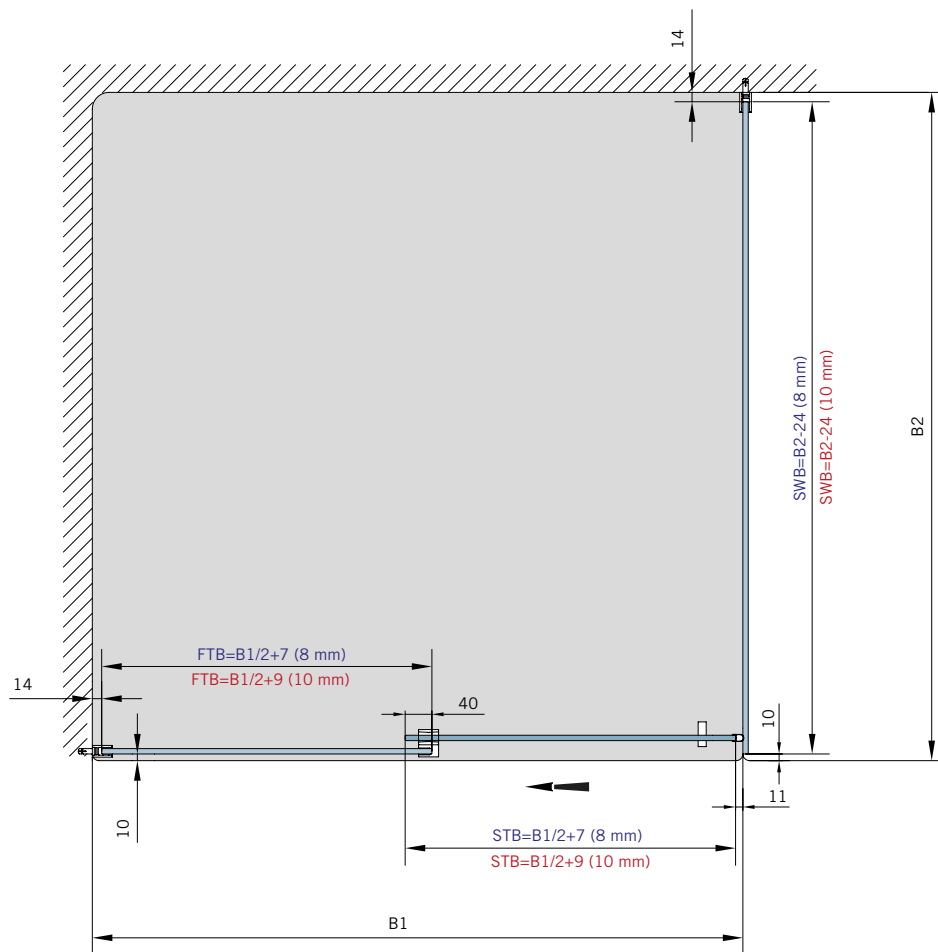 14
SWB=B2-24 (8 mm)
SWB=B2-24 (10 mm)
B2
FTB=B1/2+7 (8 mm)
FTB=B1/2+9 (10 mm)
14
40
10
10
11
STB=B1/2+7 (8 mm)
STB=B1/2+9 (10 mm)
B1